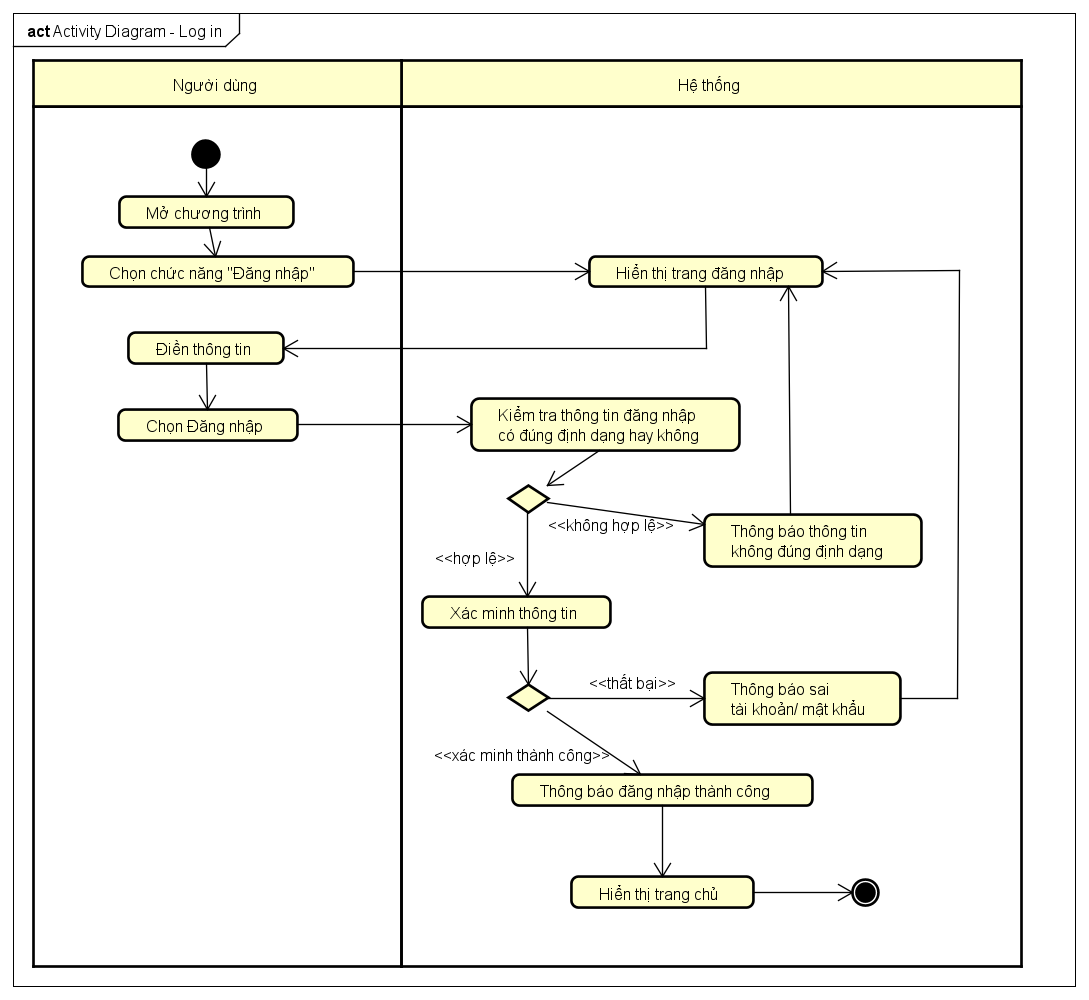 act Activity Diagram - Log in
Người dùng
Hệ thống
Mở chương trình
Chọn chức năng "Đăng nhập"
Hiển thị trang đăng nhập
Điền thông tin
Chọn Đăng nhập
Kiểm tra thông tin đăng nhập
có đúng định dạng hay không
<<không hợp lệ>>
Thông báo thông tin
không đúng định dạng
<<hợp lệ>>
Xác minh thông tin
<<thất bại>>
Thông báo sai
tài khoản/ mật khẩu
<<xác minh thành công>>
Thông báo đăng nhập thành công
Hiển thị trang chủ